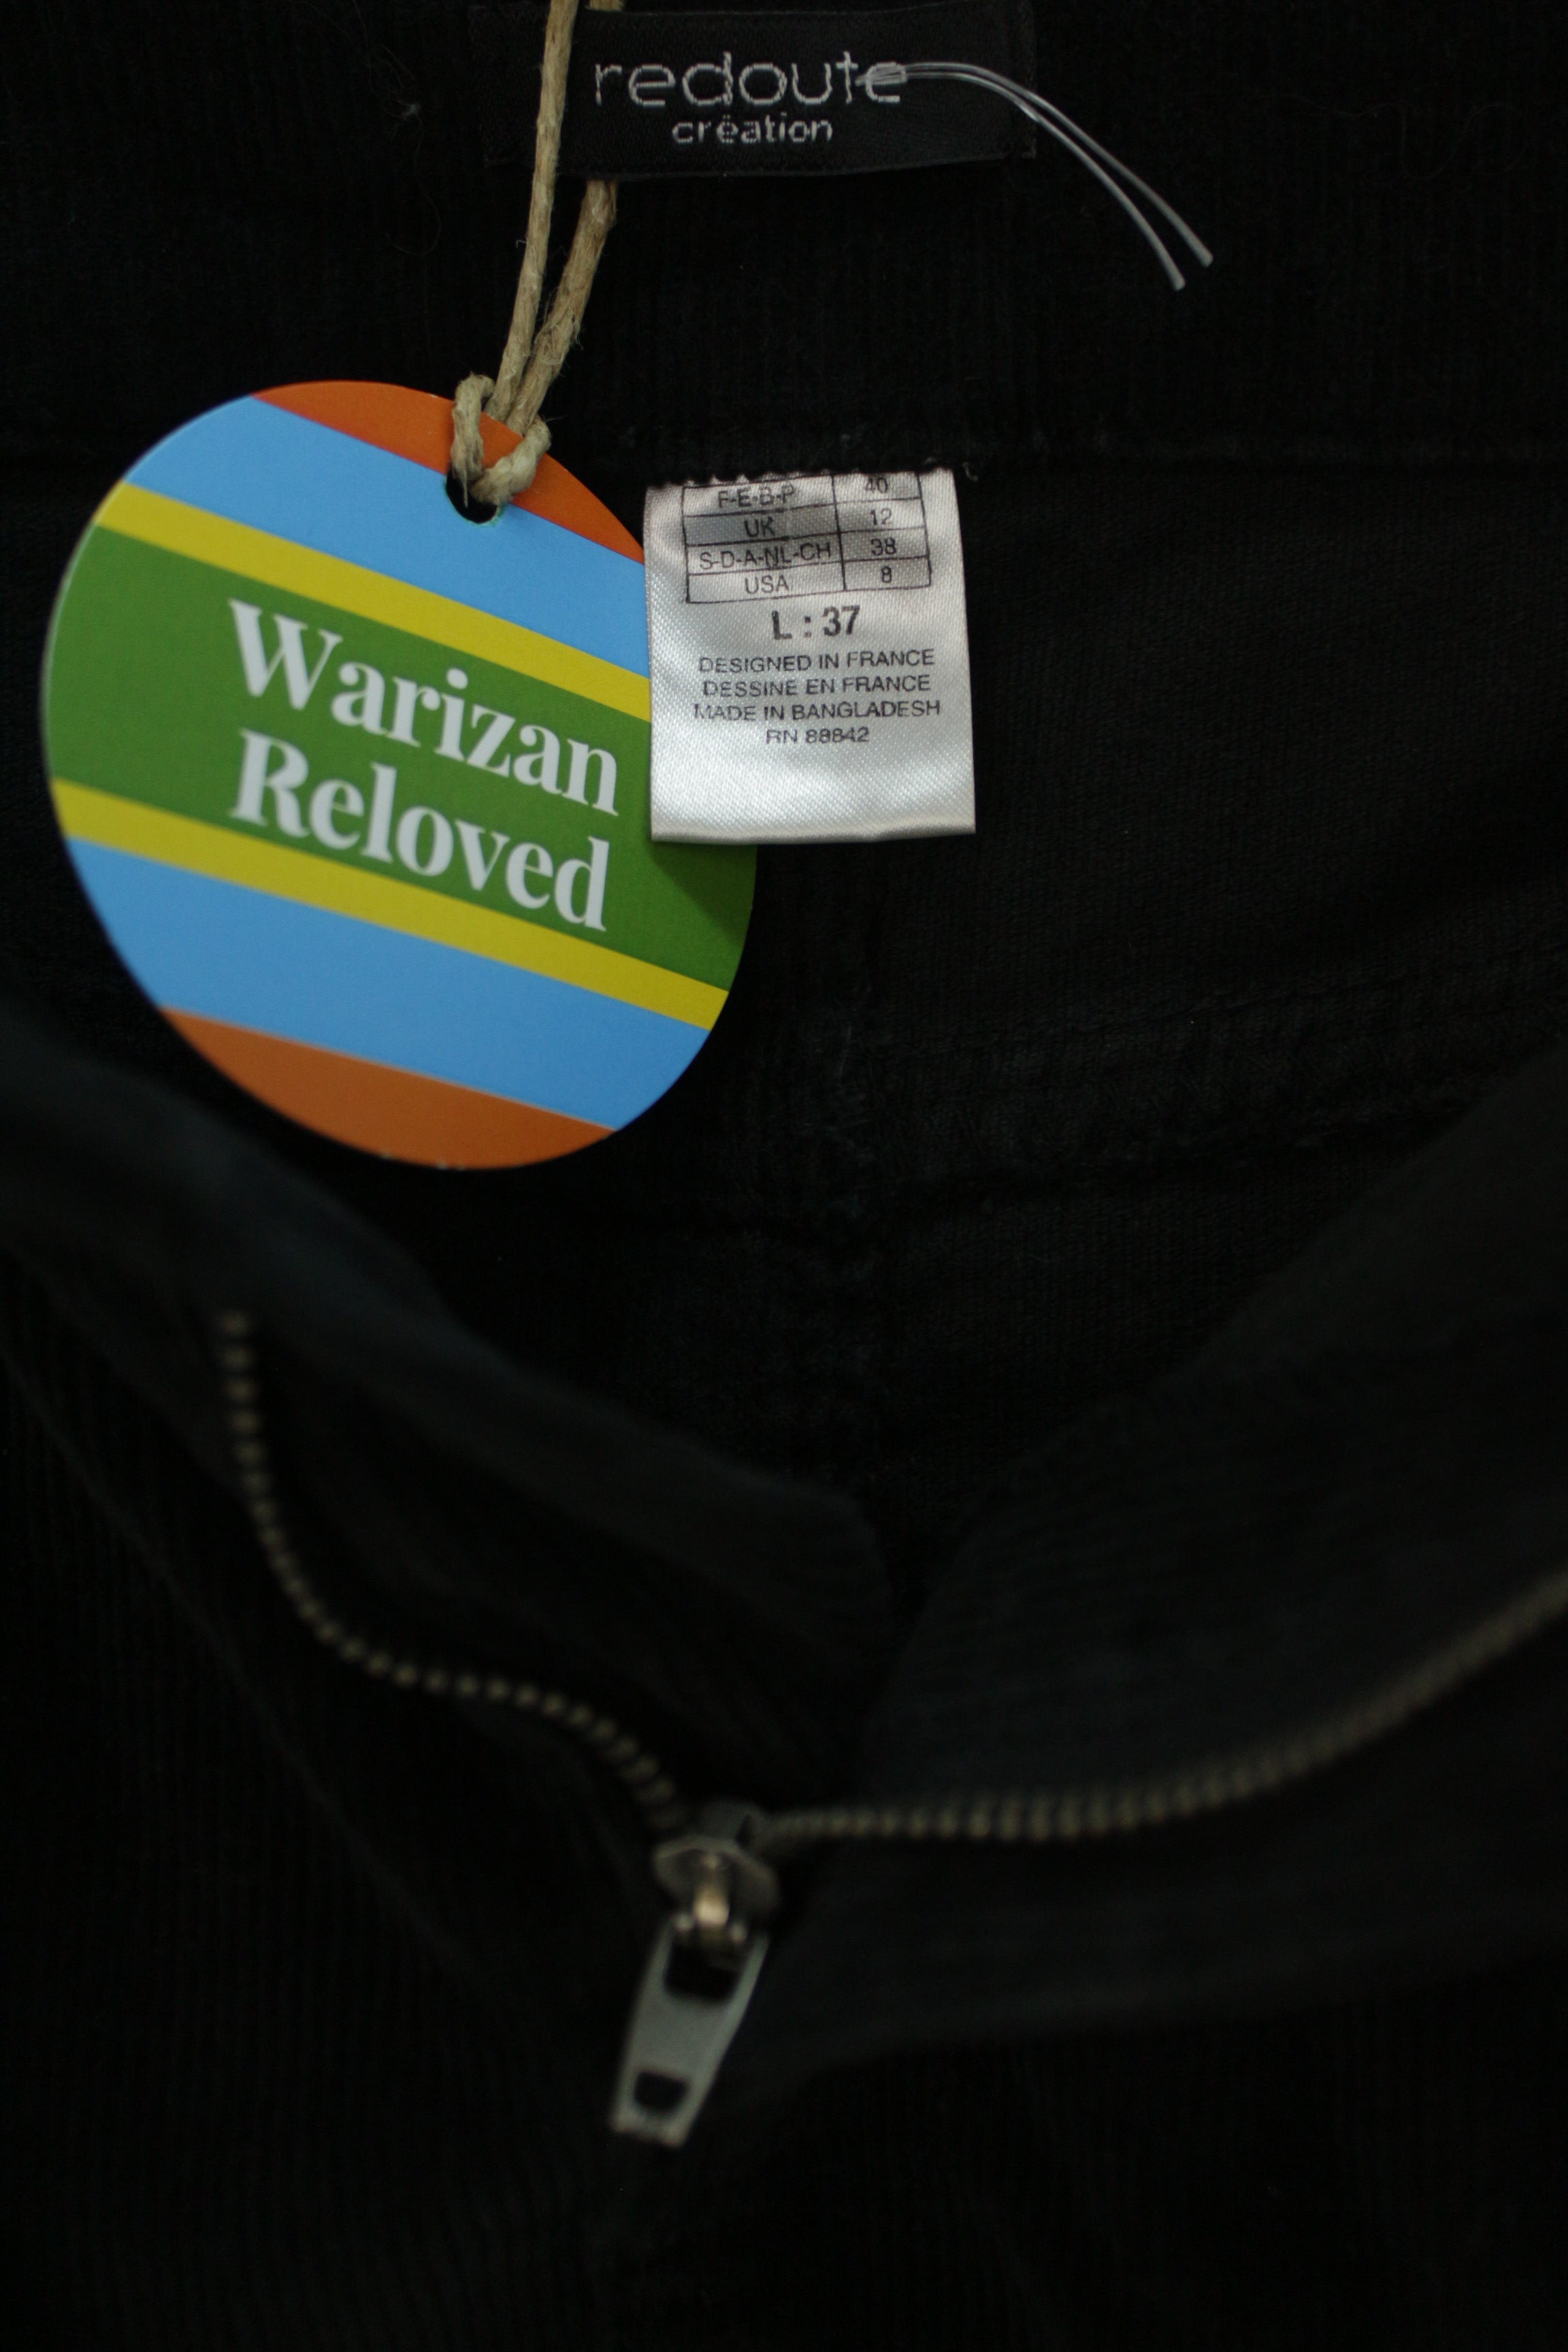 redoute
création
Warizan
Reloved
F-E-B-P 40
UK 12
S-D-A-NL-CH 38
USA 8
L : 37
DESIGNED IN FRANCE
DESSINE EN FRANCE
MADE IN BANGLADESH
RN 88842